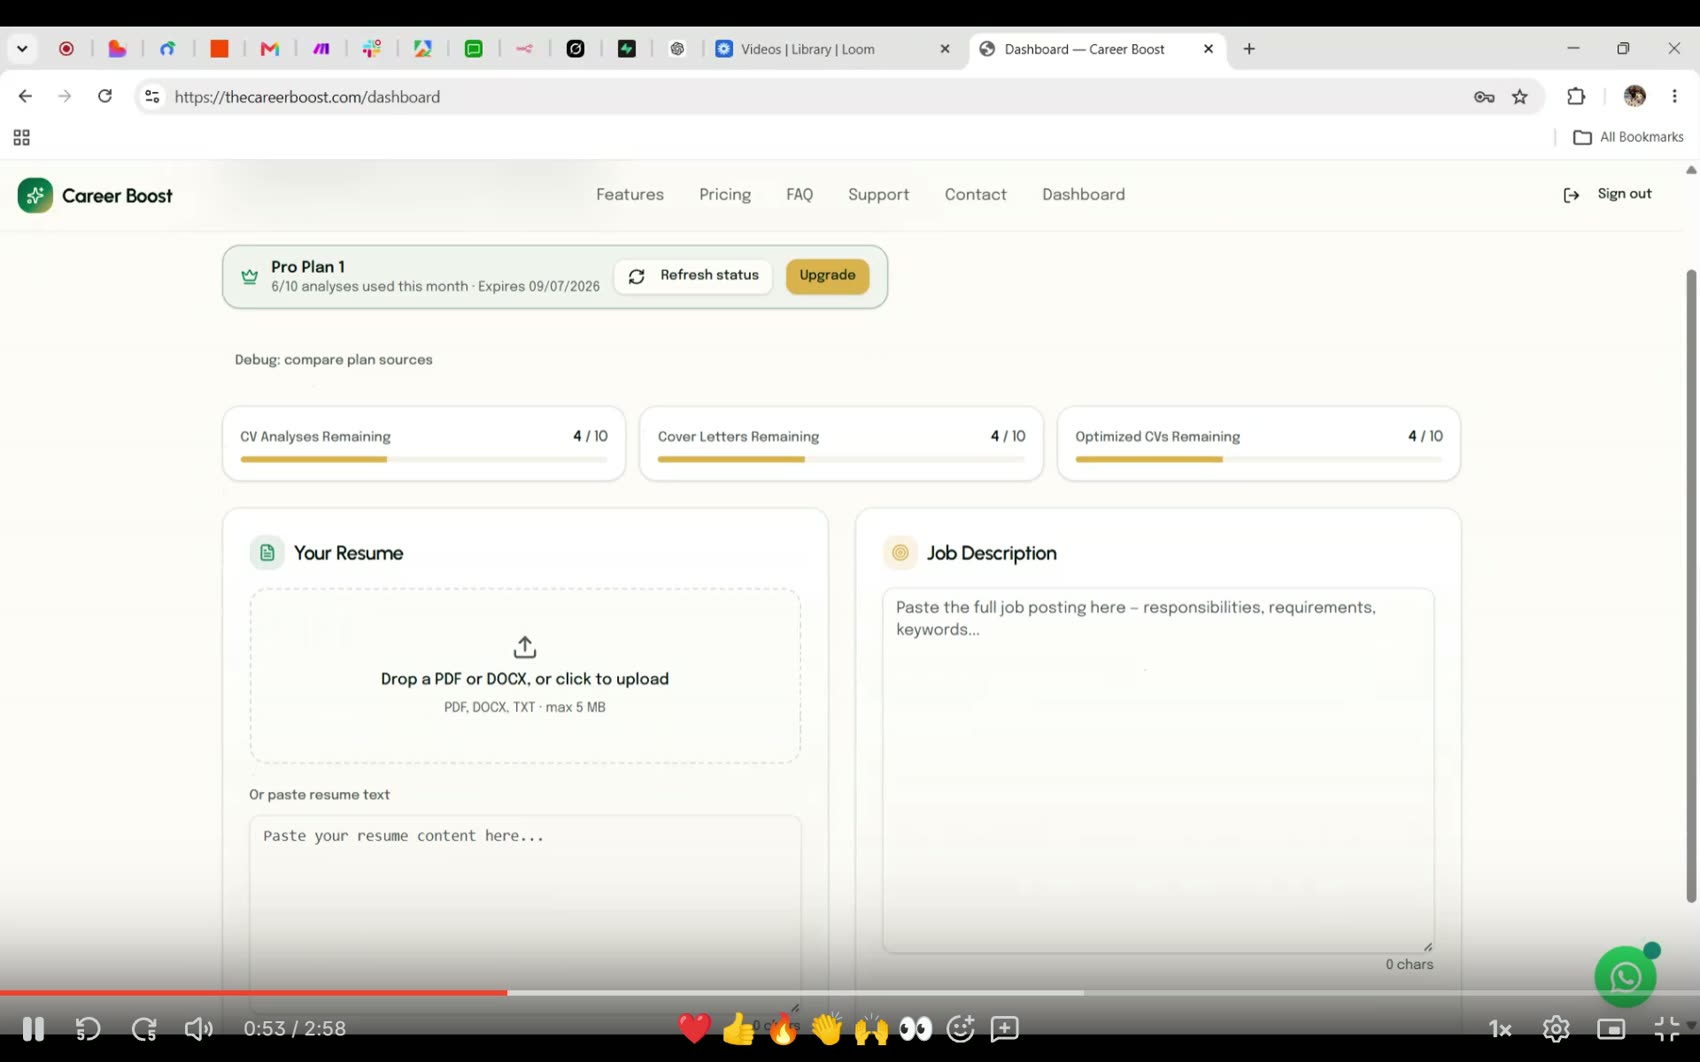 Videos | Library | Loom
Dashboard — Career Boost
https://thecareerboost.com/dashboard
All Bookmarks
Career Boost
Features
Pricing
FAQ
Support
Contact
Dashboard
Sign out
Pro Plan 1
6/10 analyses used this month · Expires 09/07/2026
Refresh status
Upgrade
Debug: compare plan sources
CV Analyses Remaining
4 / 10
Cover Letters Remaining
4 / 10
Optimized CVs Remaining
4 / 10
Your Resume
Drop a PDF or DOCX, or click to upload
PDF, DOCX, TXT · max 5 MB
Or paste resume text
Paste your resume content here...
Job Description
Paste the full job posting here – responsibilities, requirements,
keywords...
0 chars
0:53 / 2:58
1x